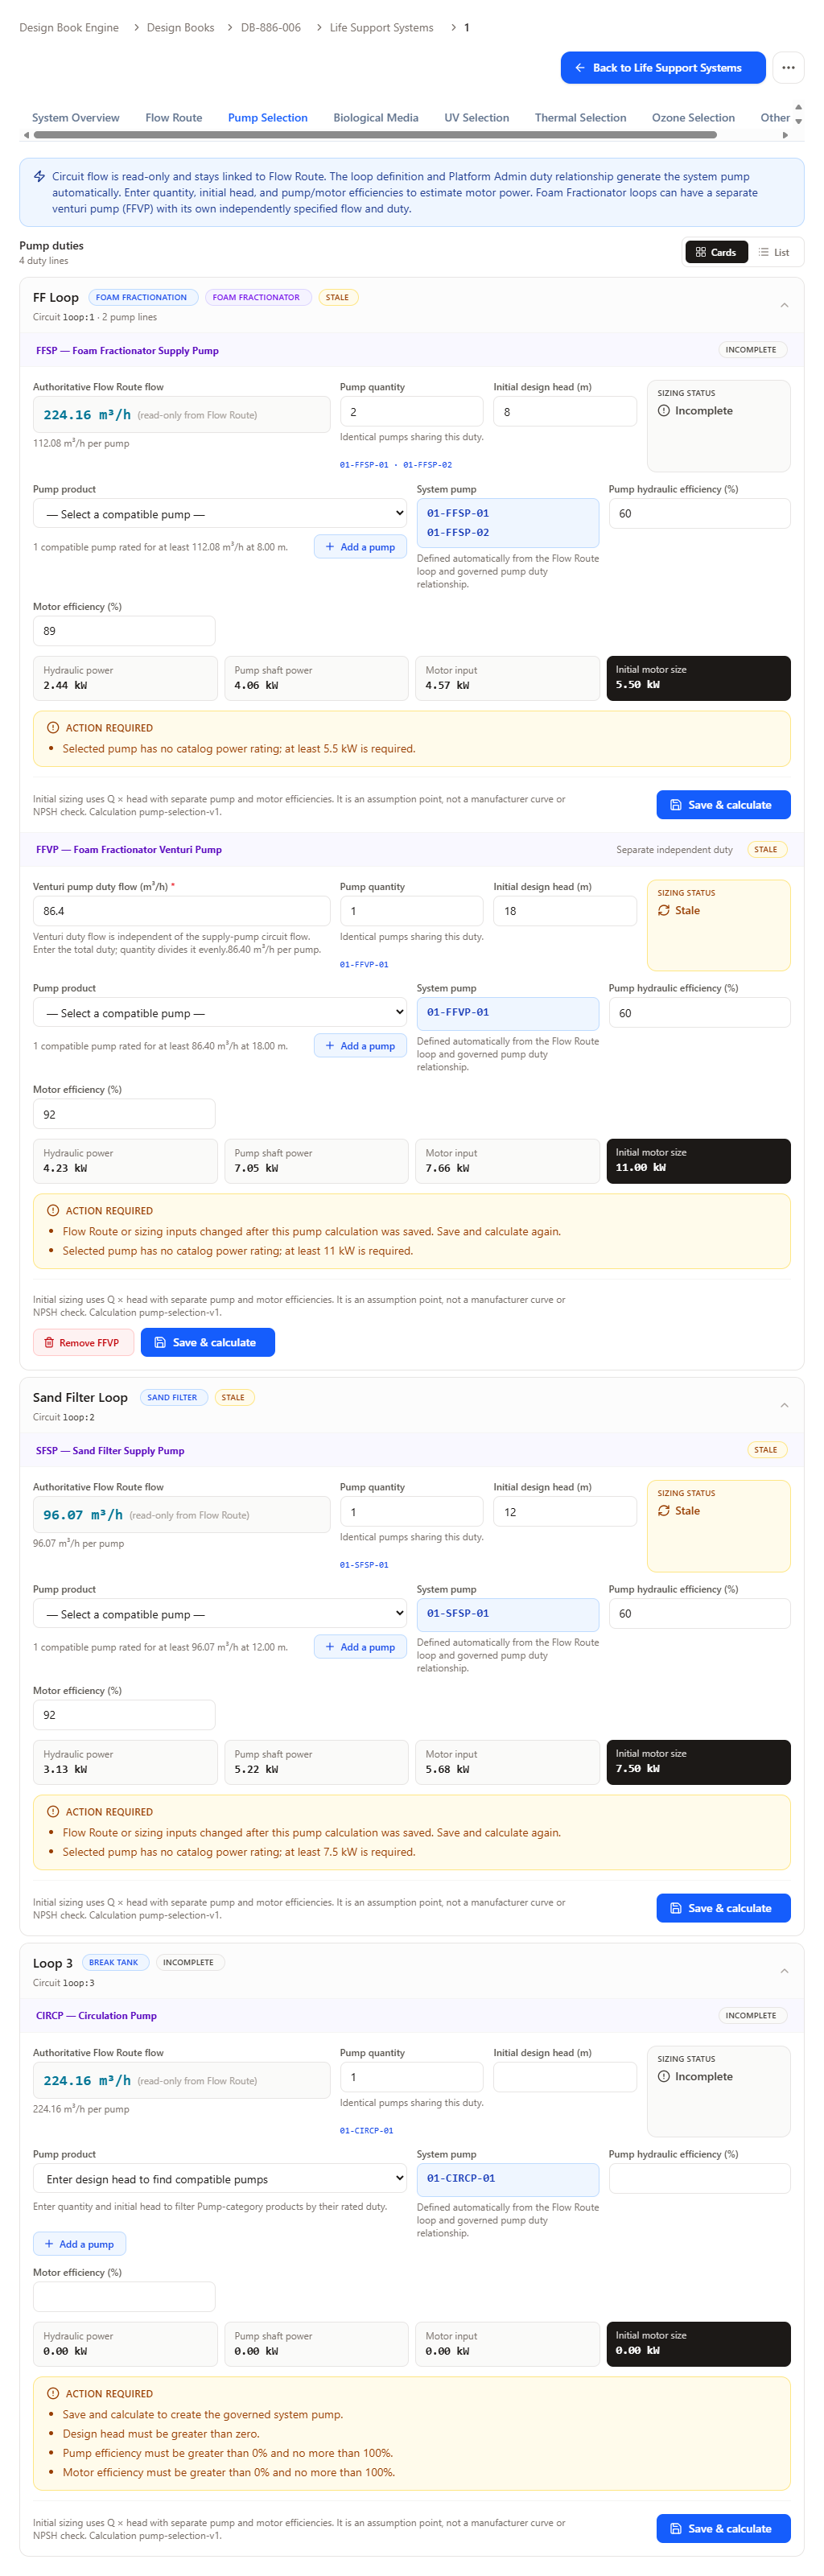 Design Book Engine > Design Books > DB-886-006 > Life Support Systems > 1
Back to Life Support Systems
System Overview Flow Route Pump Selection Biological Media UV Selection Thermal Selection Ozone Selection Other
Circuit flow is read-only and stays linked to Flow Route. The loop definition and Platform Admin duty relationship generate the system pump
automatically. Enter quantity, initial head, and pump/motor efficiencies to estimate motor power. Foam Fractionator loops can have a separate
venturi pump (FFVP) with its own independently specified flow and duty.
Pump duties
4 duty lines
Cards List
FF Loop FOAM FRACTIONATION FOAM FRACTIONATOR STALE
Circuit loop:1 · 2 pump lines
FFSP — Foam Fractionator Supply Pump INCOMPLETE
Authoritative Flow Route flow Pump quantity Initial design head (m) SIZING STATUS
224.16 m³/h (read-only from Flow Route) 2 8 Incomplete
112.08 m³/h per pump Identical pumps sharing this duty.
01-FFSP-01 · 01-FFSP-02
Pump product System pump Pump hydraulic efficiency (%)
— Select a compatible pump — 01-FFSP-01 60
01-FFSP-02
1 compatible pump rated for at least 112.08 m³/h at 8.00 m. Add a pump
Defined automatically from the Flow Route
loop and governed pump duty
relationship.
Motor efficiency (%)
89
Hydraulic power Pump shaft power Motor input Initial motor size
2.44 kW 4.06 kW 4.57 kW 5.50 kW
ACTION REQUIRED
• Selected pump has no catalog power rating; at least 5.5 kW is required.
Initial sizing uses Q × head with separate pump and motor efficiencies. It is an assumption point, not a manufacturer curve or
NPSH check. Calculation pump-selection-v1.
Save & calculate
FFVP — Foam Fractionator Venturi Pump Separate independent duty STALE
Venturi pump duty flow (m³/h) * Pump quantity Initial design head (m) SIZING STATUS
86.4 1 18 Stale
Venturi duty flow is independent of the supply-pump circuit flow. Identical pumps sharing this duty.
Enter the total duty; quantity divides it evenly.86.40 m³/h per pump.
01-FFVP-01
Pump product System pump Pump hydraulic efficiency (%)
— Select a compatible pump — 01-FFVP-01 60
1 compatible pump rated for at least 86.40 m³/h at 18.00 m. Add a pump
Defined automatically from the Flow Route
loop and governed pump duty
relationship.
Motor efficiency (%)
92
Hydraulic power Pump shaft power Motor input Initial motor size
4.23 kW 7.05 kW 7.66 kW 11.00 kW
ACTION REQUIRED
• Flow Route or sizing inputs changed after this pump calculation was saved. Save and calculate again.
• Selected pump has no catalog power rating; at least 11 kW is required.
Initial sizing uses Q × head with separate pump and motor efficiencies. It is an assumption point, not a manufacturer curve or
NPSH check. Calculation pump-selection-v1.
Remove FFVP Save & calculate
Sand Filter Loop SAND FILTER STALE
Circuit loop:2
SFSP — Sand Filter Supply Pump STALE
Authoritative Flow Route flow Pump quantity Initial design head (m) SIZING STATUS
96.07 m³/h (read-only from Flow Route) 1 12 Stale
96.07 m³/h per pump Identical pumps sharing this duty.
01-SFSP-01
Pump product System pump Pump hydraulic efficiency (%)
— Select a compatible pump — 01-SFSP-01 60
1 compatible pump rated for at least 96.07 m³/h at 12.00 m. Add a pump
Defined automatically from the Flow Route
loop and governed pump duty
relationship.
Motor efficiency (%)
92
Hydraulic power Pump shaft power Motor input Initial motor size
3.13 kW 5.22 kW 5.68 kW 7.50 kW
ACTION REQUIRED
• Flow Route or sizing inputs changed after this pump calculation was saved. Save and calculate again.
• Selected pump has no catalog power rating; at least 7.5 kW is required.
Initial sizing uses Q × head with separate pump and motor efficiencies. It is an assumption point, not a manufacturer curve or
NPSH check. Calculation pump-selection-v1.
Save & calculate
Loop 3 BREAK TANK INCOMPLETE
Circuit loop:3
CIRCP — Circulation Pump INCOMPLETE
Authoritative Flow Route flow Pump quantity Initial design head (m) SIZING STATUS
224.16 m³/h (read-only from Flow Route) 1 Incomplete
224.16 m³/h per pump Identical pumps sharing this duty.
01-CIRCP-01
Pump product System pump Pump hydraulic efficiency (%)
Enter design head to find compatible pumps 01-CIRCP-01
Enter quantity and initial head to filter Pump-category products by their rated duty.
Defined automatically from the Flow Route
loop and governed pump duty
relationship.
Add a pump
Motor efficiency (%)
Hydraulic power Pump shaft power Motor input Initial motor size
0.00 kW 0.00 kW 0.00 kW 0.00 kW
ACTION REQUIRED
• Save and calculate to create the governed system pump.
• Design head must be greater than zero.
• Pump efficiency must be greater than 0% and no more than 100%.
• Motor efficiency must be greater than 0% and no more than 100%.
Initial sizing uses Q × head with separate pump and motor efficiencies. It is an assumption point, not a manufacturer curve or
NPSH check. Calculation pump-selection-v1.
Save & calculate